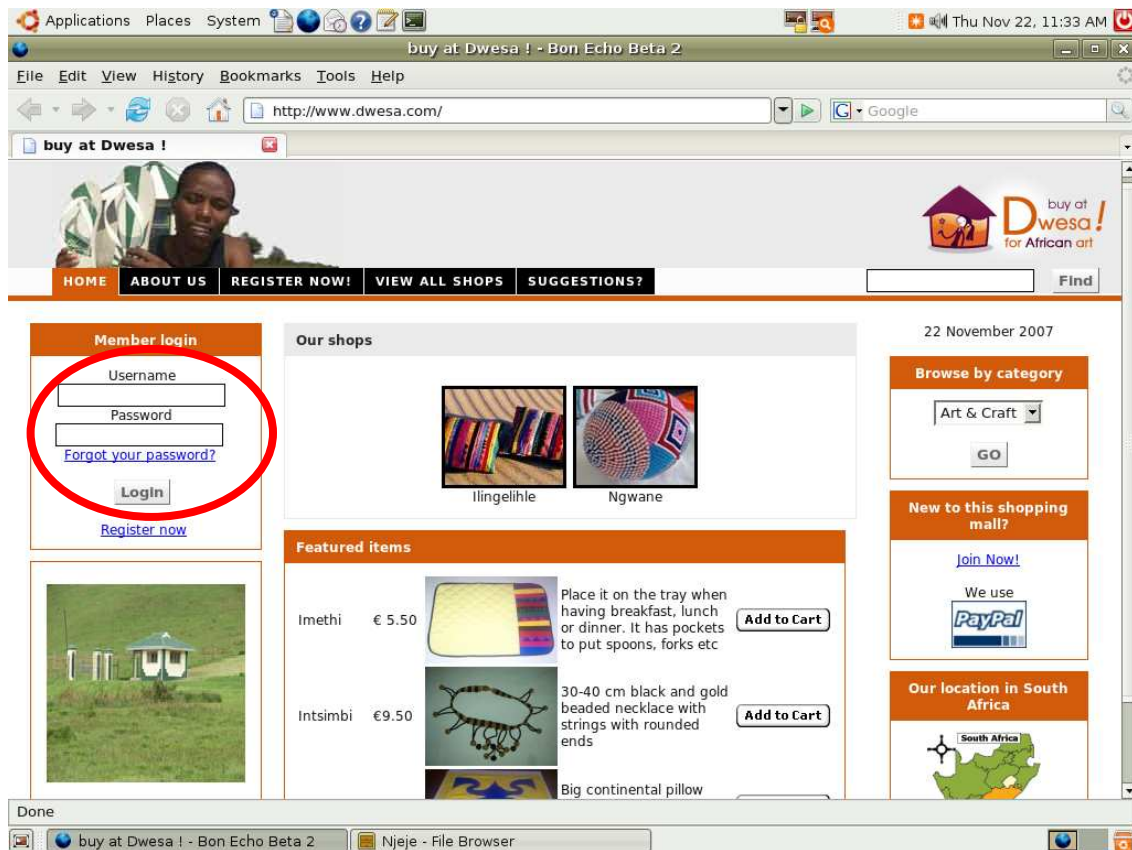 Applications Places System
Thu Nov 22, 11:33 AM
buy at Dwesa ! - Bon Echo Beta 2
File Edit View History Bookmarks Tools Help
http://www.dwesa.com/
G Google
buy at Dwesa !
buy at
Dwesa!
for African art
HOME ABOUT US REGISTER NOW! VIEW ALL SHOPS SUGGESTIONS?
Find
Member login
Username
Password
Forgot your password?
Login
Register now
Our shops
Ilingelihle Ngwane
Featured items
Imethi € 5.50
Place it on the tray when
having breakfast, lunch
or dinner. It has pockets
to put spoons, forks etc
Add to Cart
Intsimbi €9.50
30-40 cm black and gold
beaded necklace with
strings with rounded
ends
Add to Cart
Big continental pillow
22 November 2007
Browse by category
Art & Craft
GO
New to this shopping
mall?
Join Now!
We use
PayPal
Our location in South
Africa
South Africa
Done
buy at Dwesa ! - Bon Echo Beta 2
Njeje - File Browser